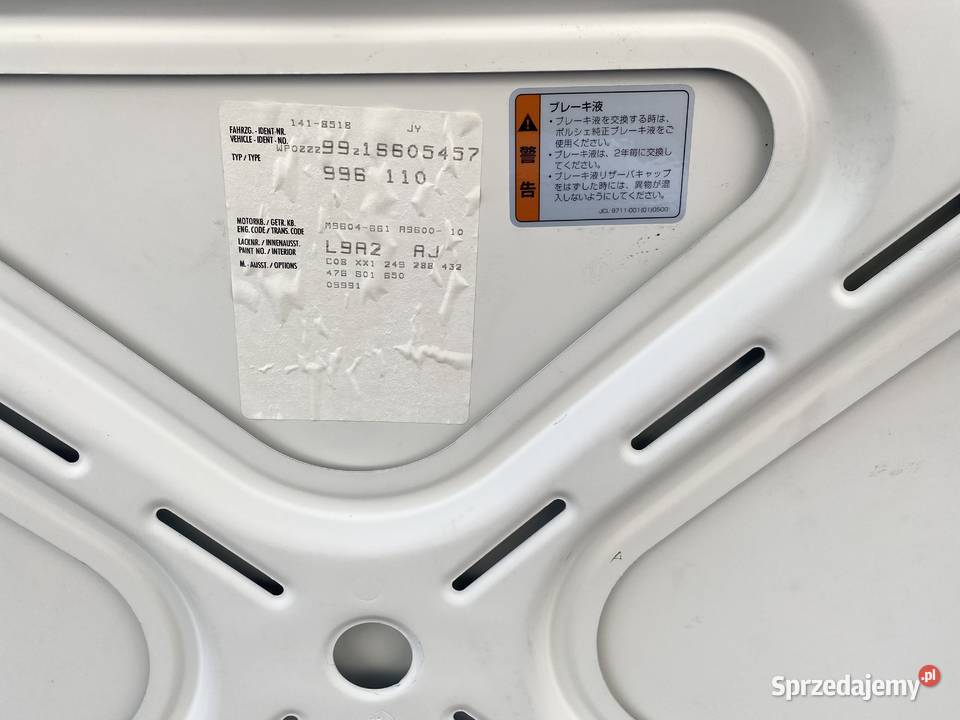 141-8518 JY
FAHRZG. - IDENT-NR.
VEHICLE - IDENT - NO.
WP0ZZZ99Z1S605457
TYP / TYPE
996 110
MOTORKB. / GETR. KB.
ENG. CODE / TRANS. CODE
M9604-661 A9600- 10
LACKNR. / INNENAUSST.
PAINT NO. / INTERIOR
L9A2 AJ
M. - AUSST. / OPTIONS
C08 XX1 249 288 432
476 601 650
09991
警告
ブレーキ液
・ブレーキ液を交換する時は、
ポルシェ純正ブレーキ液をご
使用ください。
・ブレーキ液は、2年毎に交換し
てください。
・ブレーキ液リザーバキャップ
をはずした時には、異物が混
入しないようにしてください。
JCL 9711-001(01)0500
A
Sprzedajemy.pl